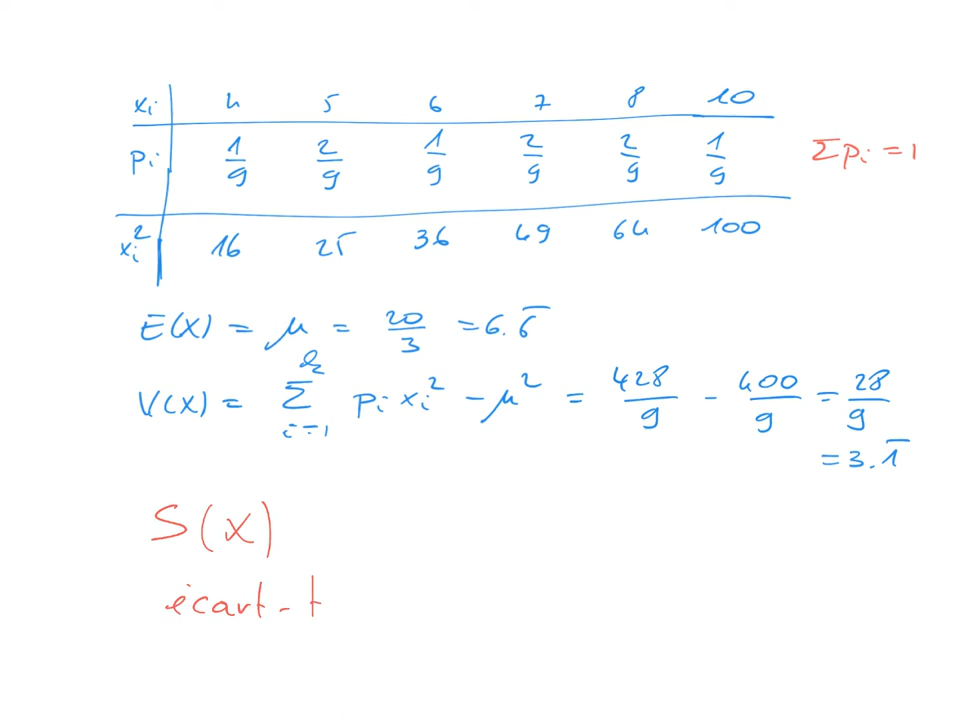 xᵢ 4 5 6 7 8 10
pᵢ 1/9 2/9 1/9 2/9 2/9 1/9 Σpᵢ = 1
xᵢ² 16 25 36 49 64 100
E(X) = μ = 20/3 = 6.6̅
V(X) = Σᵢ₌₁ᵏ pᵢ xᵢ² − μ² = 428/9 − 400/9 = 28/9
= 3.1̅
S(X)
écart-t